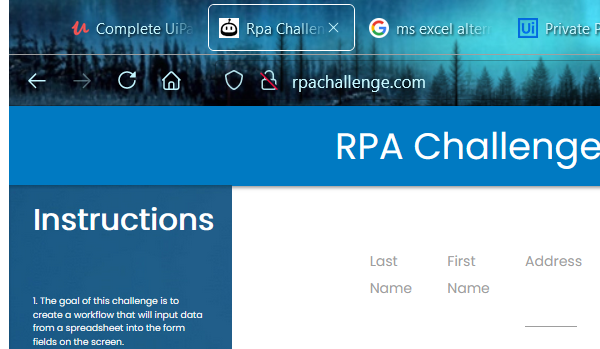 Complete UiPa
Rpa Challen
ms excel altern
Private P
rpachallenge.com
RPA Challenge
Instructions
1. The goal of this challenge is to
create a workflow that will input data
from a spreadsheet into the form
fields on the screen.
Last
Name
First
Name
Address